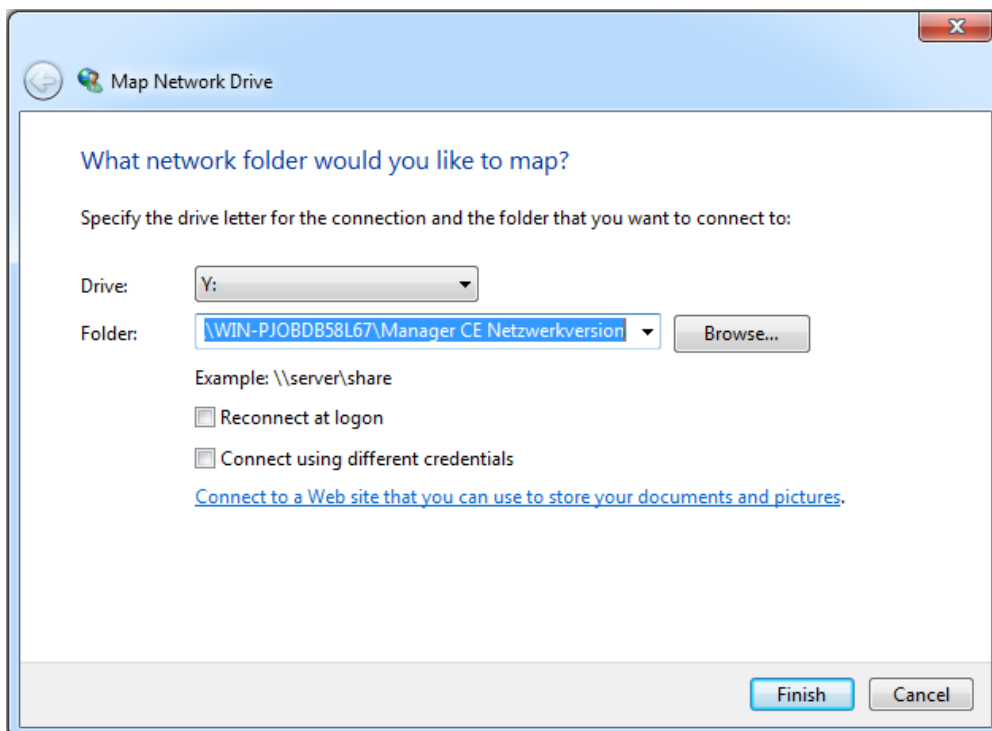 Map Network Drive
What network folder would you like to map?
Specify the drive letter for the connection and the folder that you want to connect to:
Drive: Y:
Folder: \WIN-PJOBDB58L67\Manager CE Netzwerkversion Browse...
Example: \\server\share
Reconnect at logon
Connect using different credentials
Connect to a Web site that you can use to store your documents and pictures.
Finish Cancel